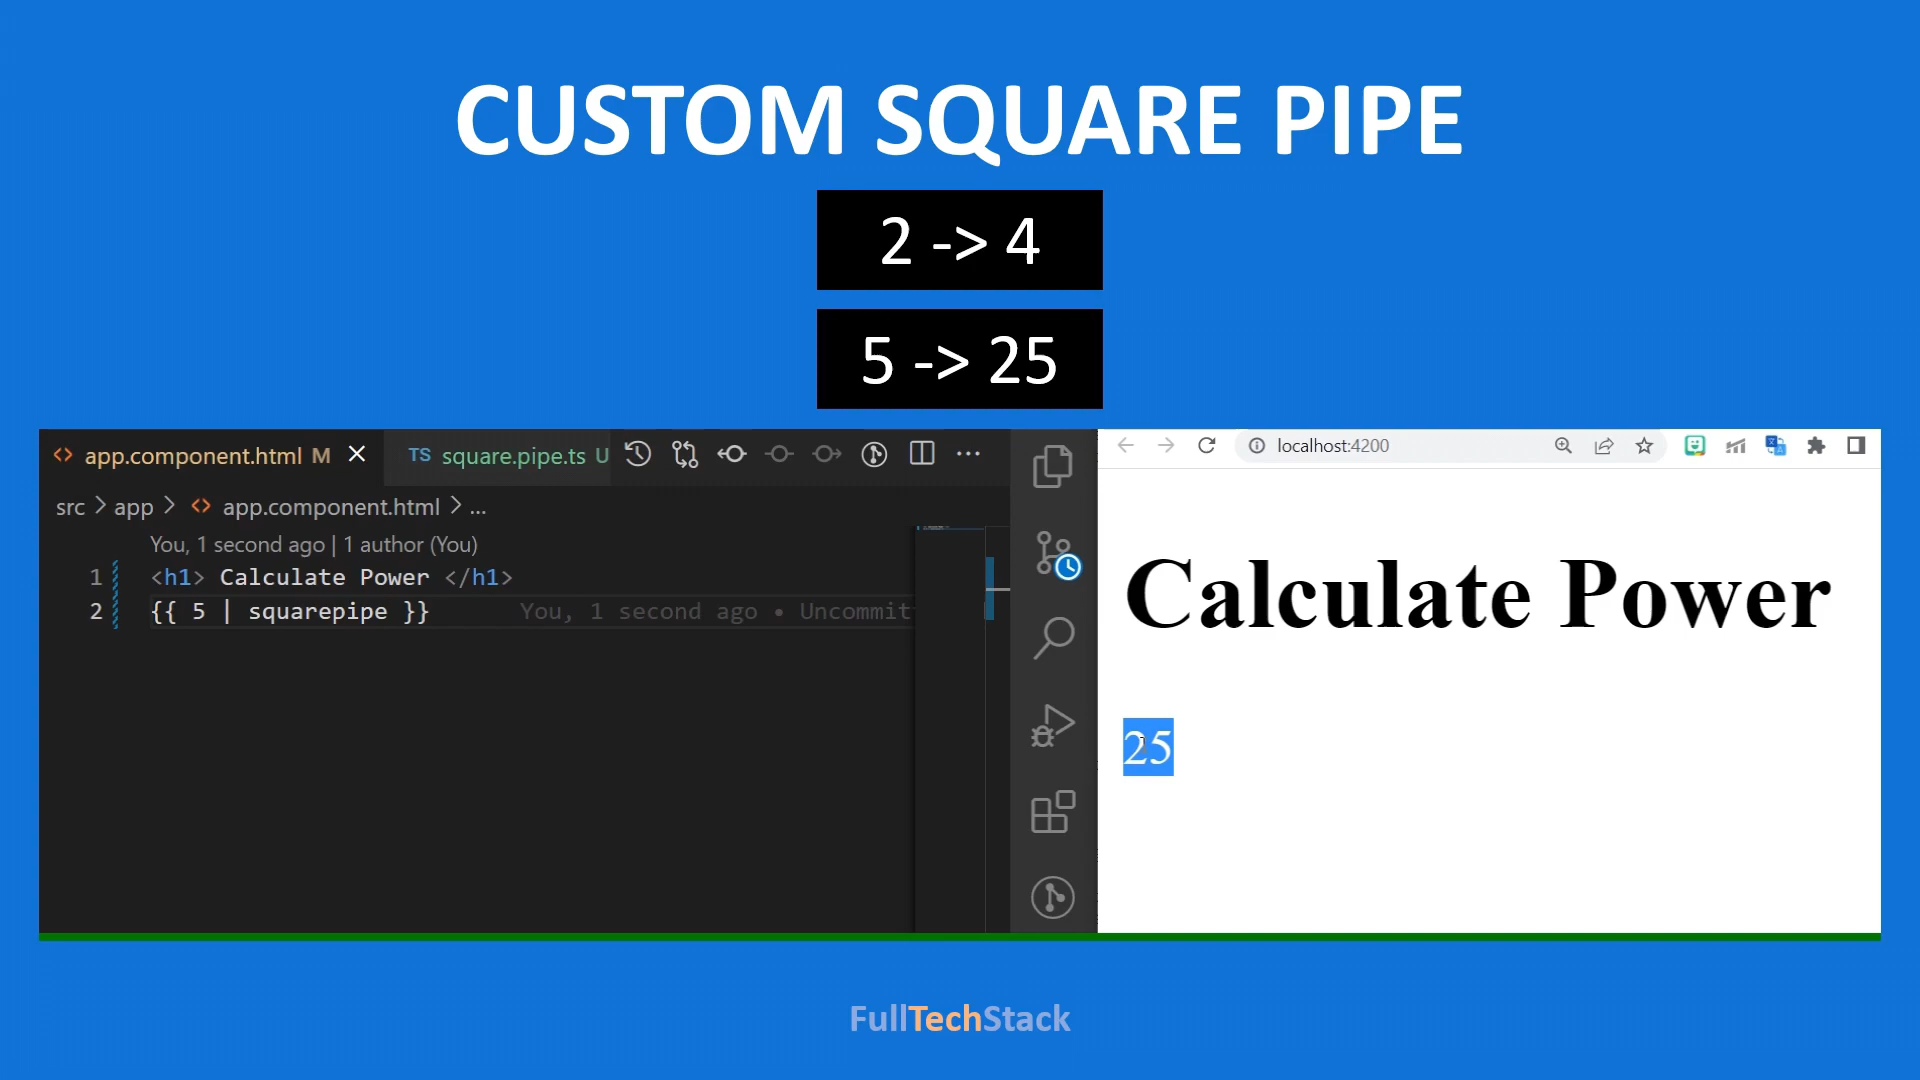 CUSTOM SQUARE PIPE
2 -> 4
5 -> 25
<> app.component.html M × TS square.pipe.ts U ...
src > app > <> app.component.html > ...
You, 1 second ago | 1 author (You)
1 <h1> Calculate Power </h1>
2 {{ 5 | squarepipe }} You, 1 second ago • Uncommit
localhost:4200
Calculate Power
25
FullTechStack